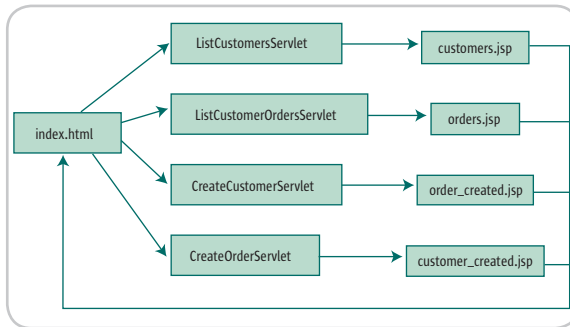 ListCustomersServlet
customers.jsp
ListCustomerOrdersServlet
orders.jsp
index.html
CreateCustomerServlet
order_created.jsp
CreateOrderServlet
customer_created.jsp